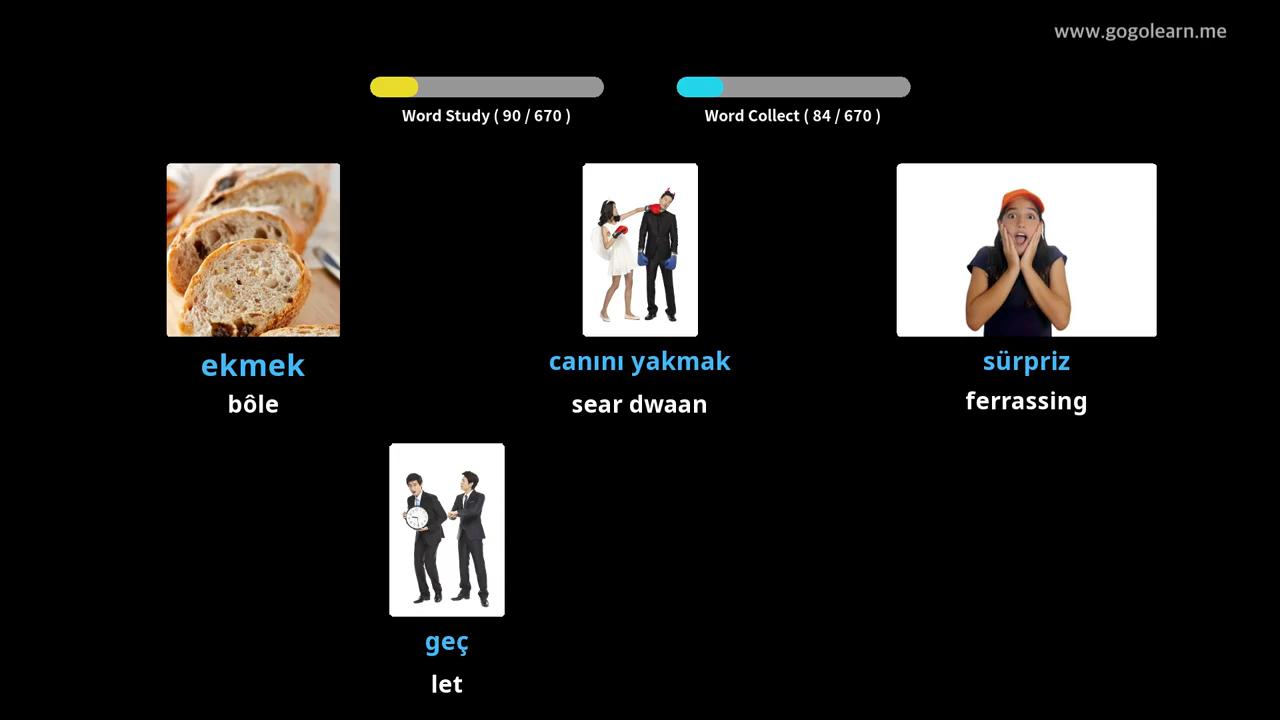 www.gogolearn.me
Word Study ( 90 / 670 )
Word Collect ( 84 / 670 )
ekmek
bôle
canını yakmak
sear dwaan
sürpriz
ferrassing
geç
let